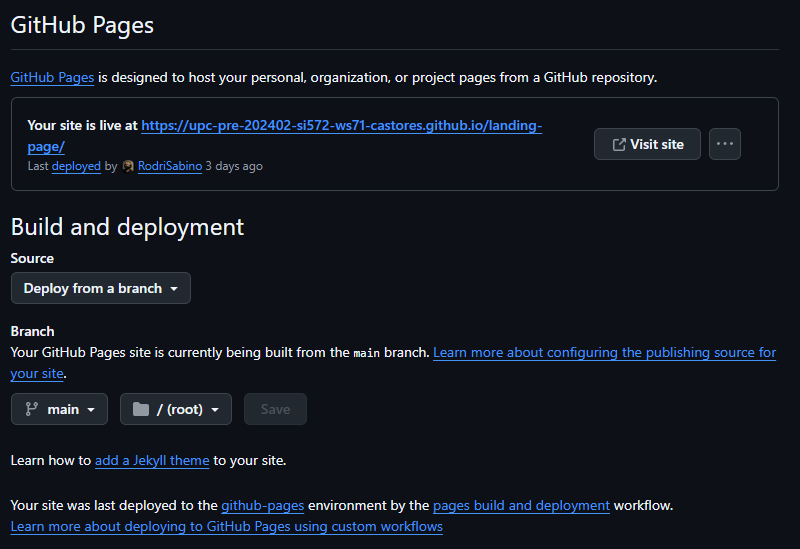 GitHub Pages
GitHub Pages is designed to host your personal, organization, or project pages from a GitHub repository.
Your site is live at https://upc-pre-202402-si572-ws71-castores.github.io/landing-
page/
Last deployed by RodriSabino 3 days ago
Visit site
Build and deployment
Source
Deploy from a branch
Branch
Your GitHub Pages site is currently being built from the main branch. Learn more about configuring the publishing source for
your site.
main
/ (root)
Save
Learn how to add a Jekyll theme to your site.
Your site was last deployed to the github-pages environment by the pages build and deployment workflow.
Learn more about deploying to GitHub Pages using custom workflows